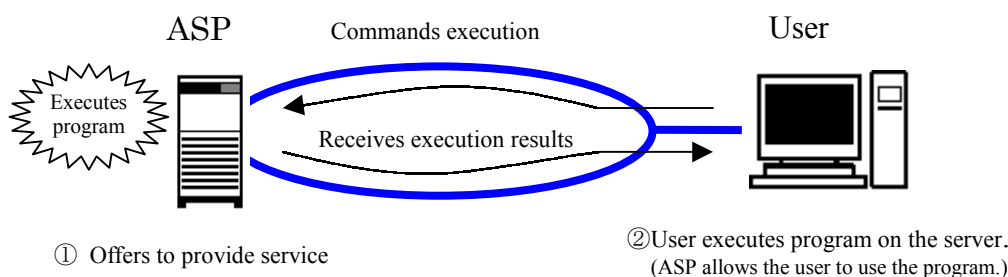 ASP
Commands execution
User
Executes
program
Receives execution results
① Offers to provide service
②User executes program on the server.
(ASP allows the user to use the program.)